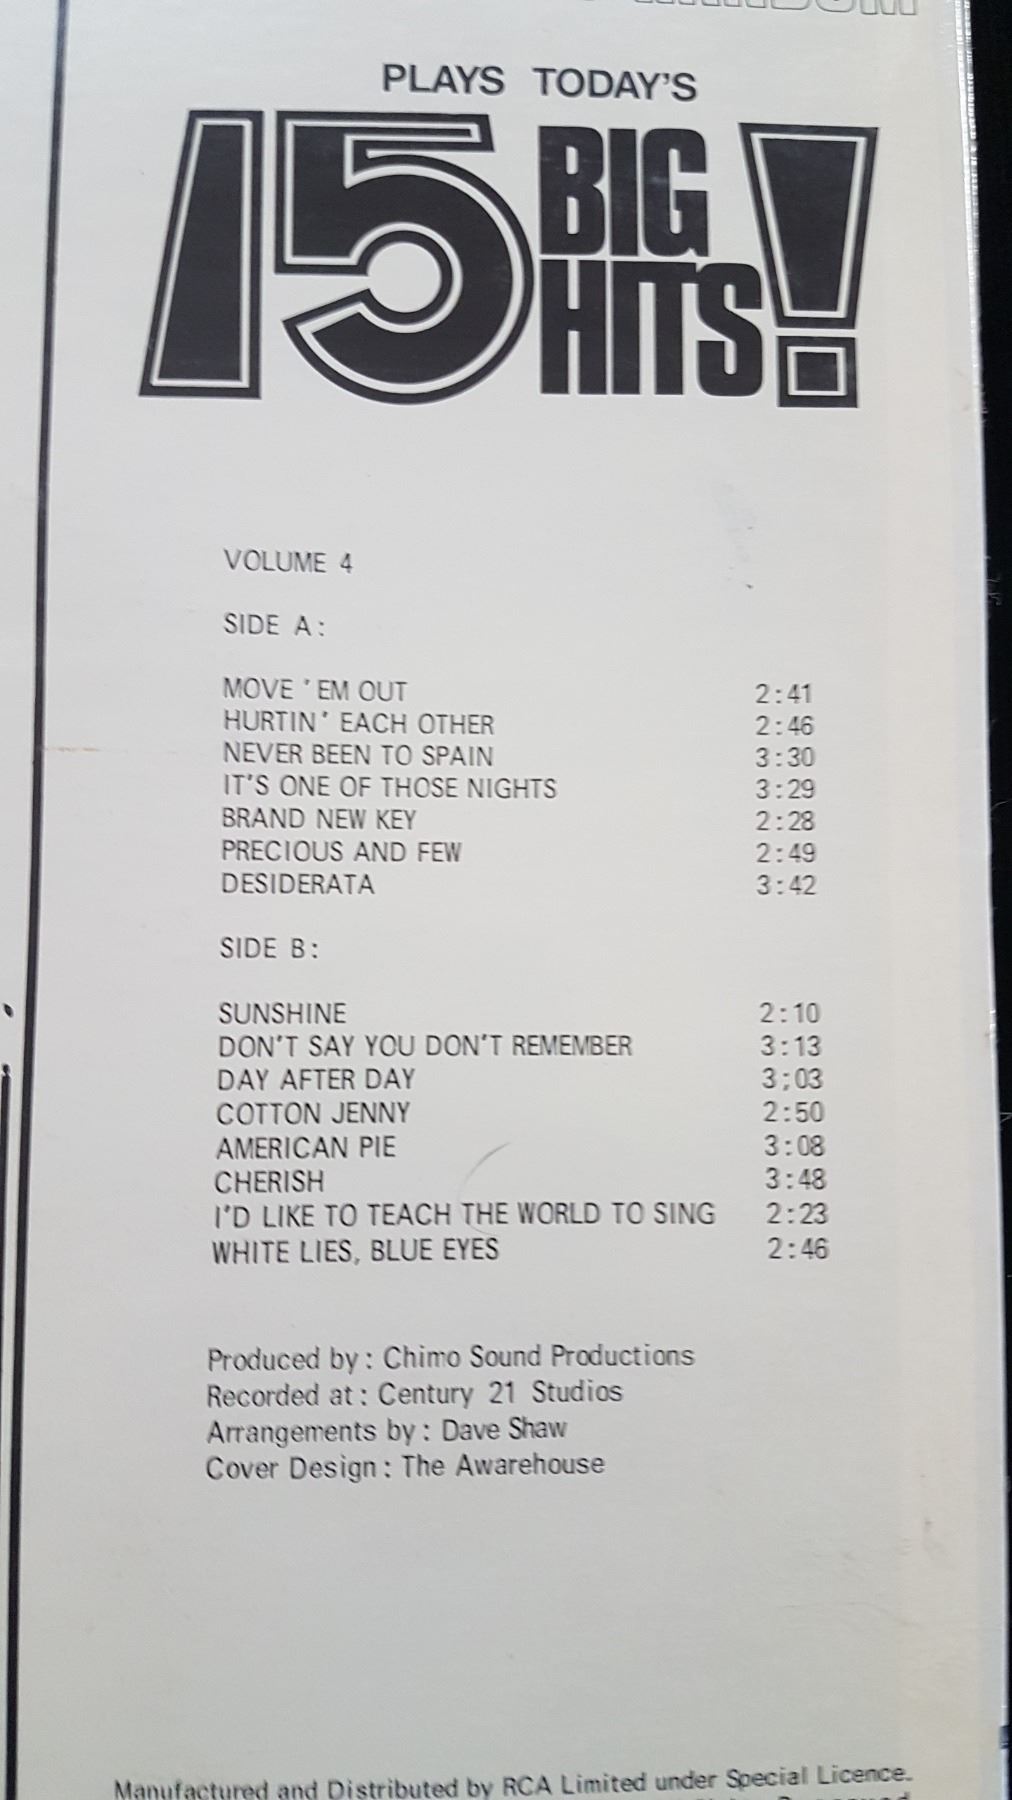 PLAYS TODAY'S
15 BIG HITS!
VOLUME 4
SIDE A:
MOVE 'EM OUT 2:41
HURTIN' EACH OTHER 2:46
NEVER BEEN TO SPAIN 3:30
IT'S ONE OF THOSE NIGHTS 3:29
BRAND NEW KEY 2:28
PRECIOUS AND FEW 2:49
DESIDERATA 3:42
SIDE B:
SUNSHINE 2:10
DON'T SAY YOU DON'T REMEMBER 3:13
DAY AFTER DAY 3;03
COTTON JENNY 2:50
AMERICAN PIE 3:08
CHERISH 3:48
I'D LIKE TO TEACH THE WORLD TO SING 2:23
WHITE LIES, BLUE EYES 2:46
Produced by: Chimo Sound Productions
Recorded at: Century 21 Studios
Arrangements by: Dave Shaw
Cover Design: The Awarehouse
Manufactured and Distributed by RCA Limited under Special Licence.